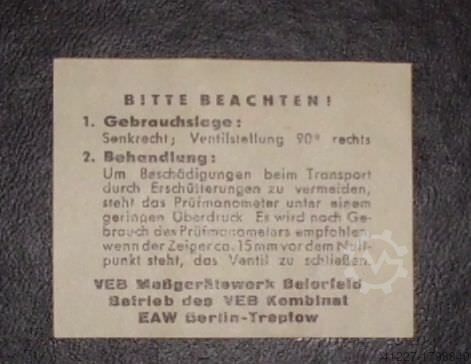 BITTE BEACHTEN!
1. Gebrauchslage:
Senkrecht; Ventilstellung 90° rechts
2. Behandlung:
Um Beschädigungen beim Transport
durch Erschütterungen zu vermeiden,
steht das Prüfmanometer unter einem
geringen Überdruck. Es wird nach Ge-
brauch des Prüfmanometers empfohlen,
wenn der Zeiger ca. 15 mm vor dem Null-
punkt steht, das Ventil zu schließen.
VEB Maßgerätewerk Beierfeld
Betrieb des VEB Kombinat
EAW Berlin-Treptow